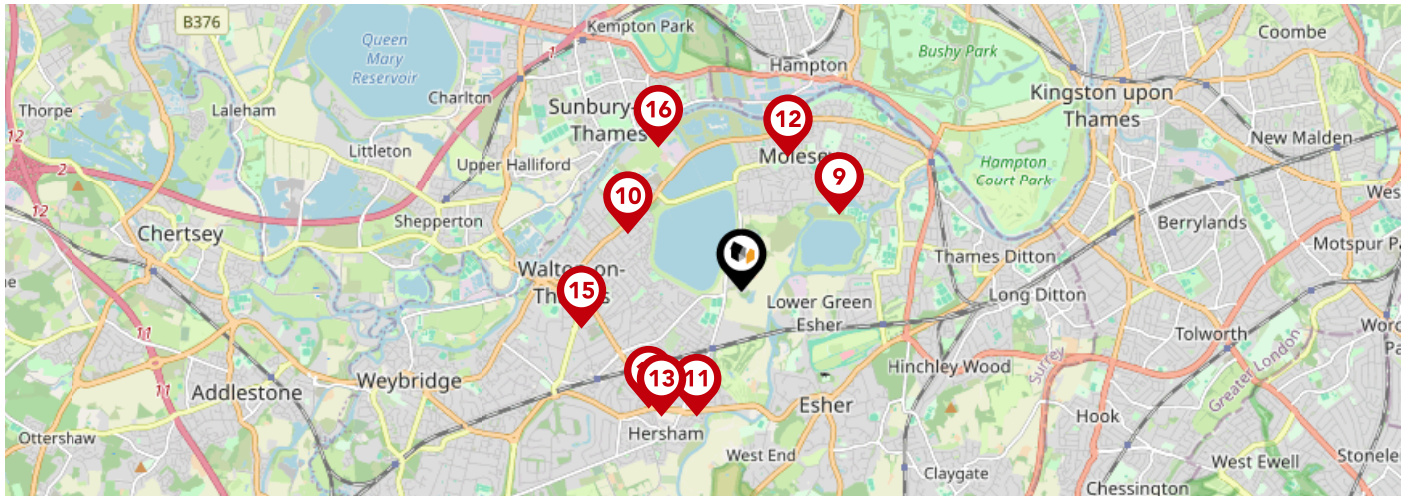 B376
Kempton Park
Coombe
Queen
Mary
Reservoir
1
Bushy Park
Hampton
Thorpe
Laleham
Charlton
Sunbury-
Thames
16
12
Kingston upon
Thames
12
2
Littleton
Upper Halliford
Molesey
New Malden
9
Hampton
Court Park
10
12
Shepperton
Chertsey
Berrylands
Motspur
Walton-on-
Thames
15
Thames Ditton
Long Ditton
Lower Green
Esher
11
Tolworth
Hinchley Wood
Surrey
Greater London
13
11
11
Addlestone
Weybridge
Esher
Hook
Ottershaw
Hersham
West End
Claygate
West Ewell
Chessington